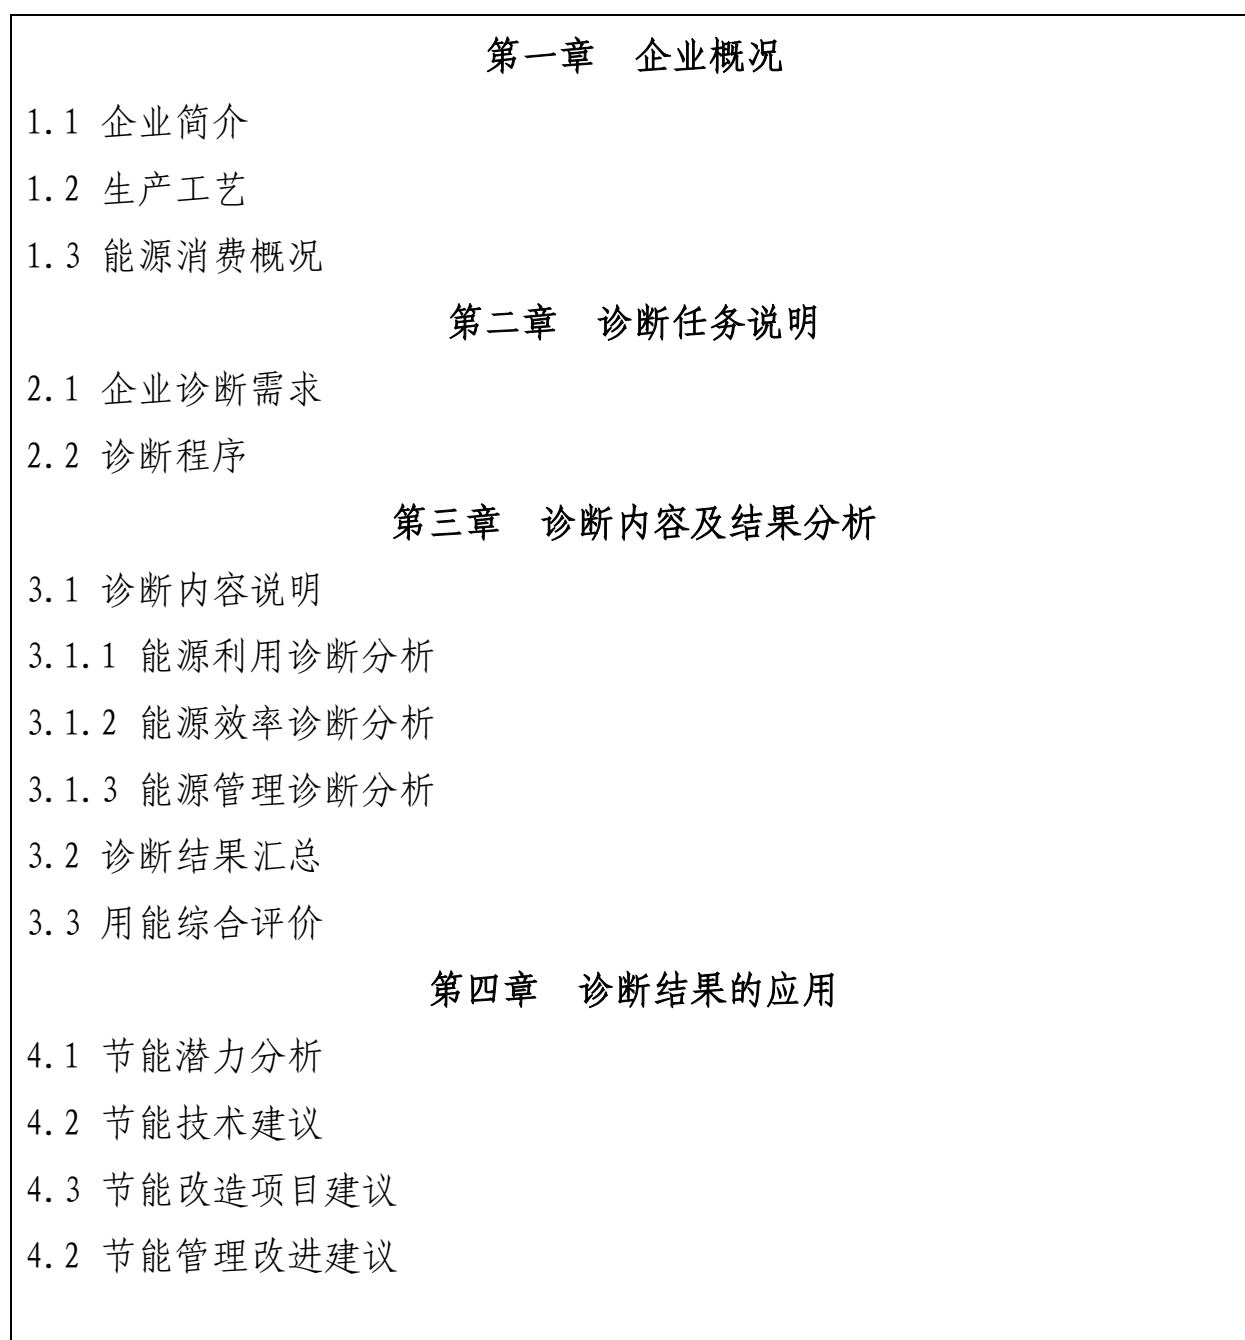 第一章 企业概况
1.1 企业简介
1.2 生产工艺
1.3 能源消费概况
第二章 诊断任务说明
2.1 企业诊断需求
2.2 诊断程序
第三章 诊断内容及结果分析
3.1 诊断内容说明
3.1.1 能源利用诊断分析
3.1.2 能源效率诊断分析
3.1.3 能源管理诊断分析
3.2 诊断结果汇总
3.3 用能综合评价
第四章 诊断结果的应用
4.1 节能潜力分析
4.2 节能技术建议
4.3 节能改造项目建议
4.2 节能管理改进建议